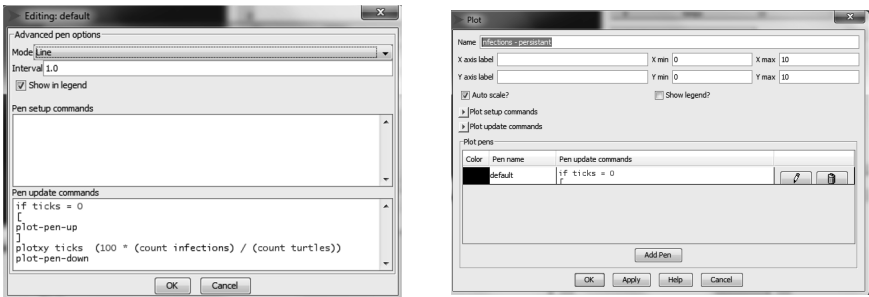 Editing: default
Advanced pen options
Mode Line
Interval 1.0
Show in legend
Pen setup commands
Pen update commands
if ticks = 0
[
plot-pen-up
]
plotxy ticks (100 * (count infections) / (count turtles))
plot-pen-down
OK Cancel
Plot
Name nfections - persistant
X axis label X min 0 X max 10
Y axis label Y min 0 Y max 10
Auto scale? Show legend?
Plot setup commands
Plot update commands
Plot pens
Color Pen name Pen update commands
default if ticks = 0
[
Add Pen
OK Apply Help Cancel